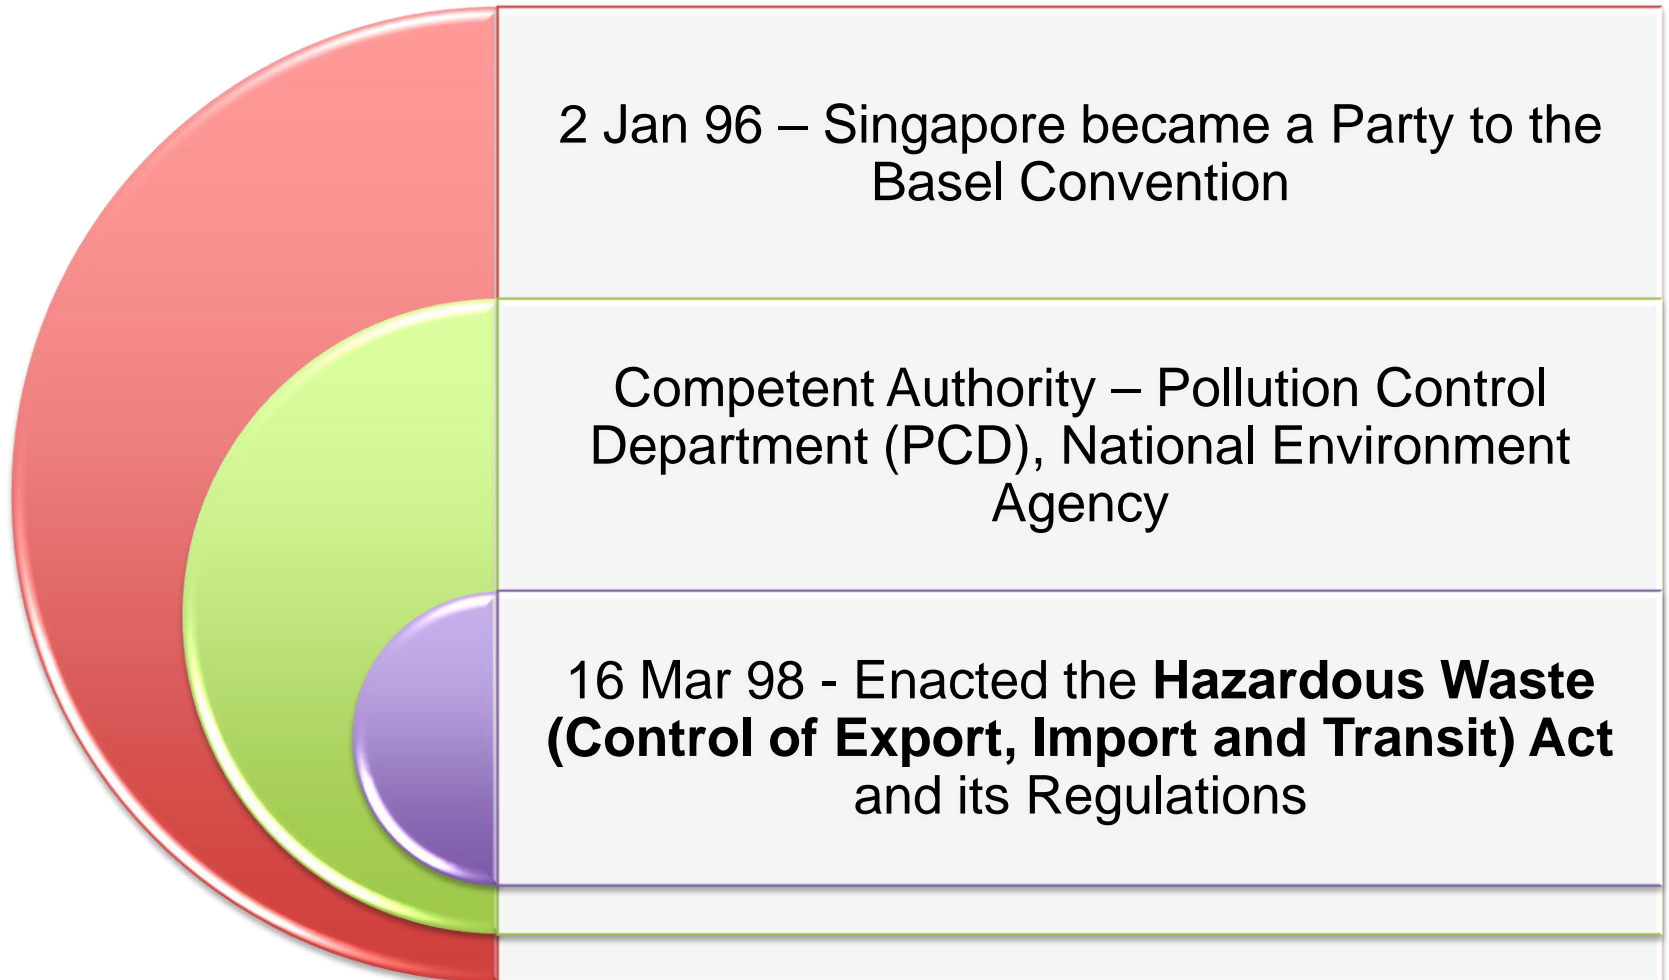 2 Jan 96 – Singapore became a Party to the
Basel Convention
Competent Authority – Pollution Control
Department (PCD), National Environment
Agency
16 Mar 98 - Enacted the Hazardous Waste
(Control of Export, Import and Transit) Act
and its Regulations